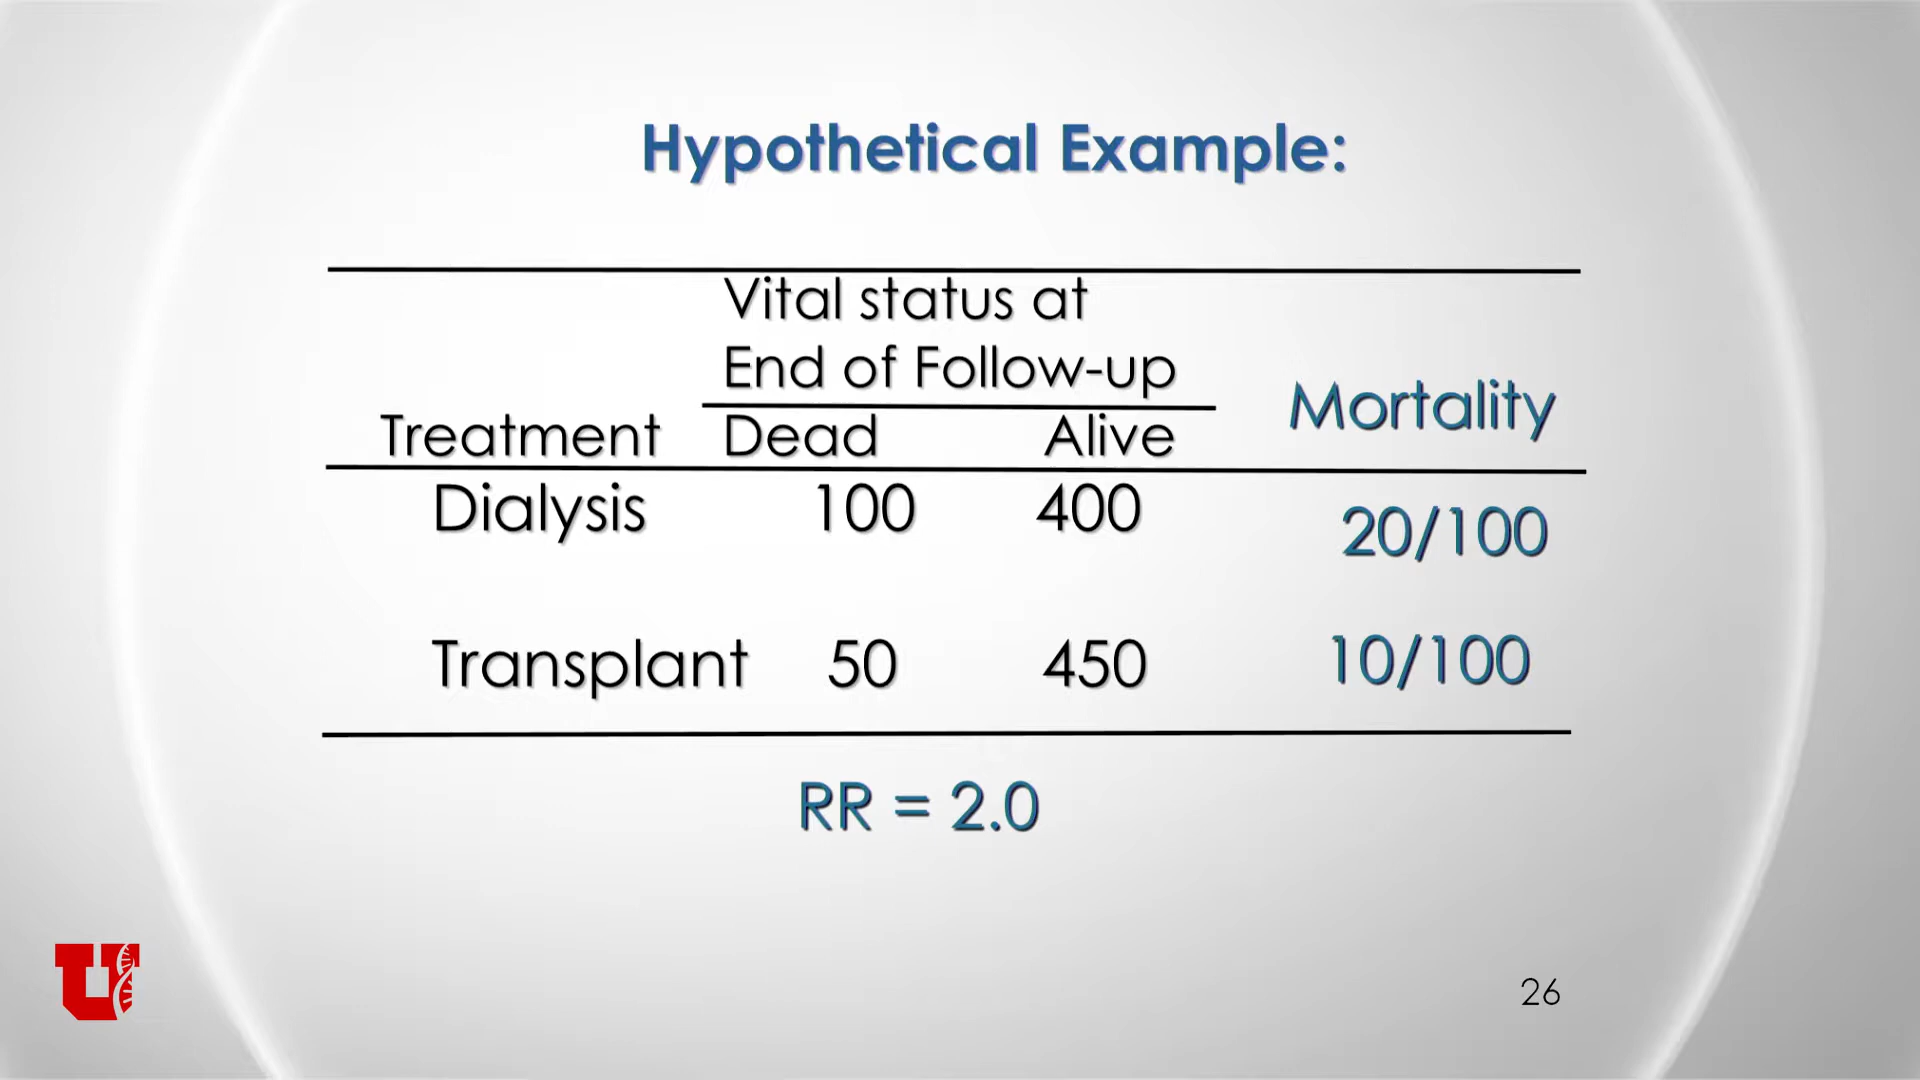 Hypothetical Example:
Vital status at
End of Follow-up
Mortality
Treatment Dead Alive
Dialysis 100 400 20/100
Transplant 50 450 10/100
RR = 2.0
U
26